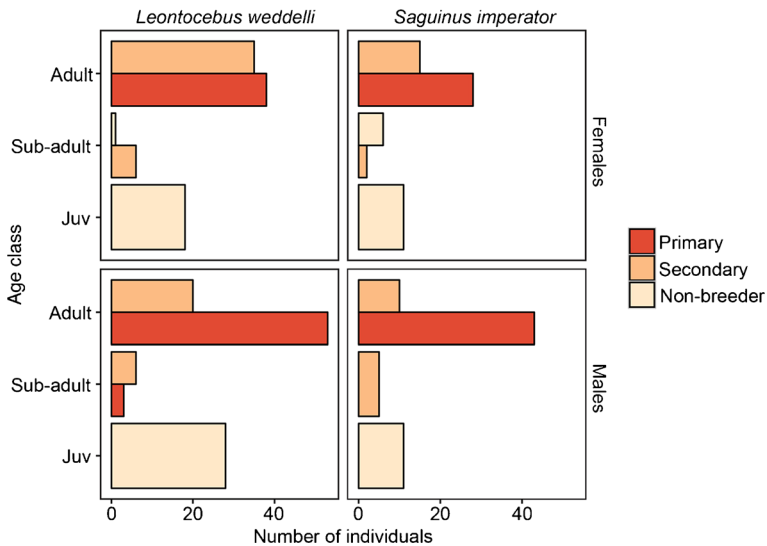 Leontocebus weddelli
Saguinus imperator
Adult
Sub-adult
Juv
Females
Adult
Sub-adult
Juv
Males
Age class
0 20 40
0 20 40
Number of individuals
Primary
Secondary
Non-breeder